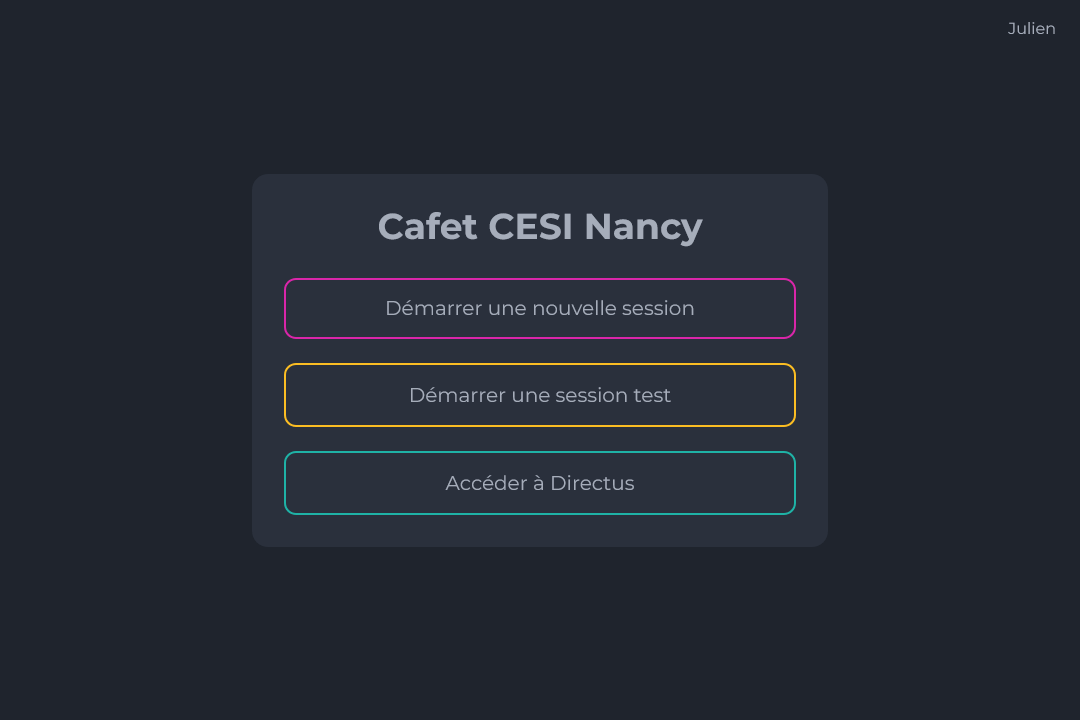 Julien
Cafet CESI Nancy
Démarrer une nouvelle session
Démarrer une session test
Accéder à Directus